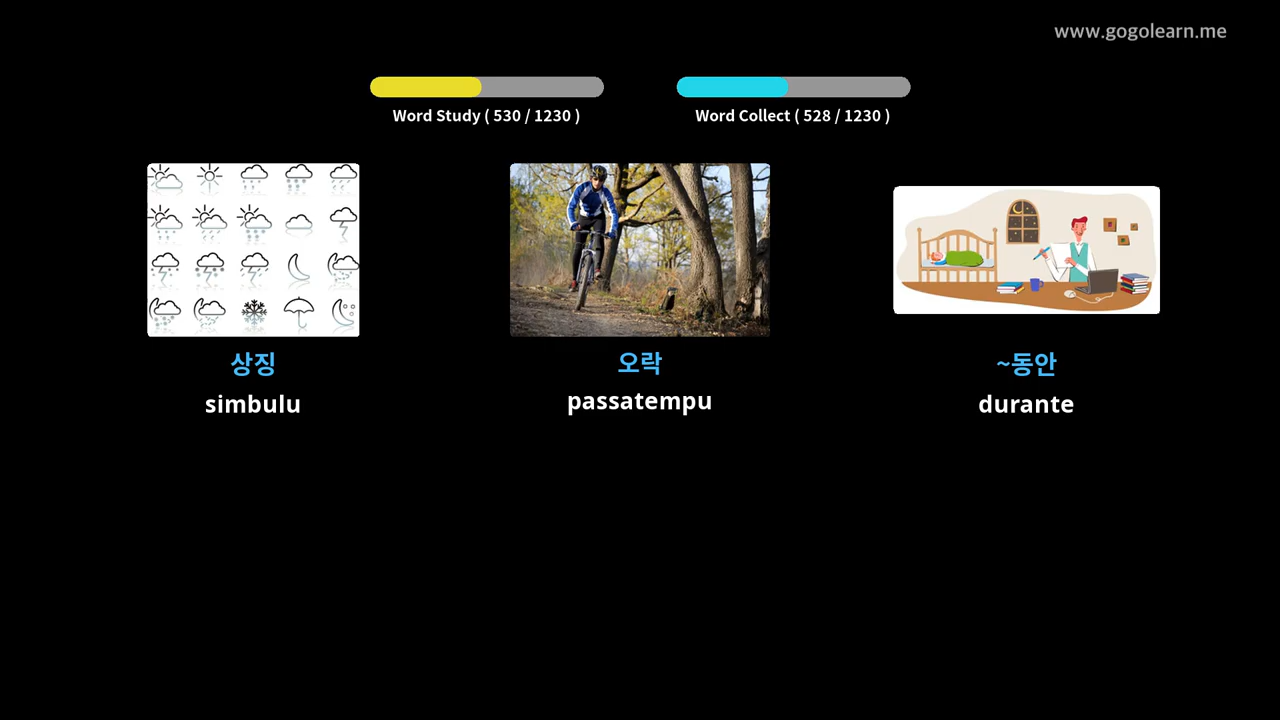 www.gogolearn.me
Word Study ( 530 / 1230 )
Word Collect ( 528 / 1230 )
상징
simbulu
오락
passatempu
~동안
durante